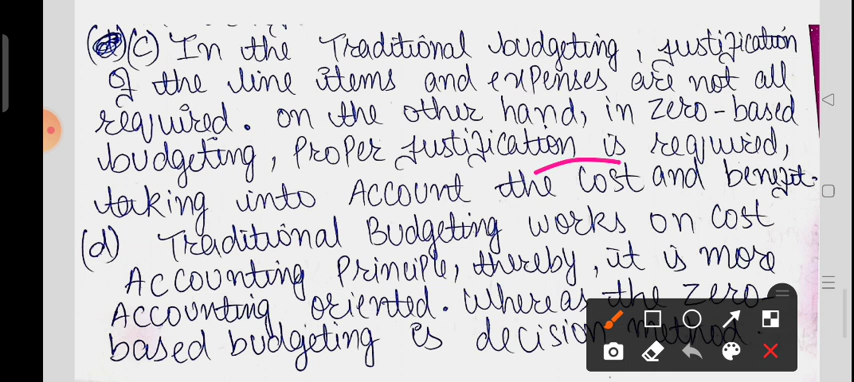 (c) In the Traditional budgeting, justification
of the line items and expenses are not all
required. on the other hand, in zero-based
budgeting, Proper justification is required,
taking into Account the cost and benefit.
(d) Traditional Budgeting works on cost
Accounting Principle, thereby, it is more
Accounting oriented. Whereas the zero-
based budgeting is decision method.